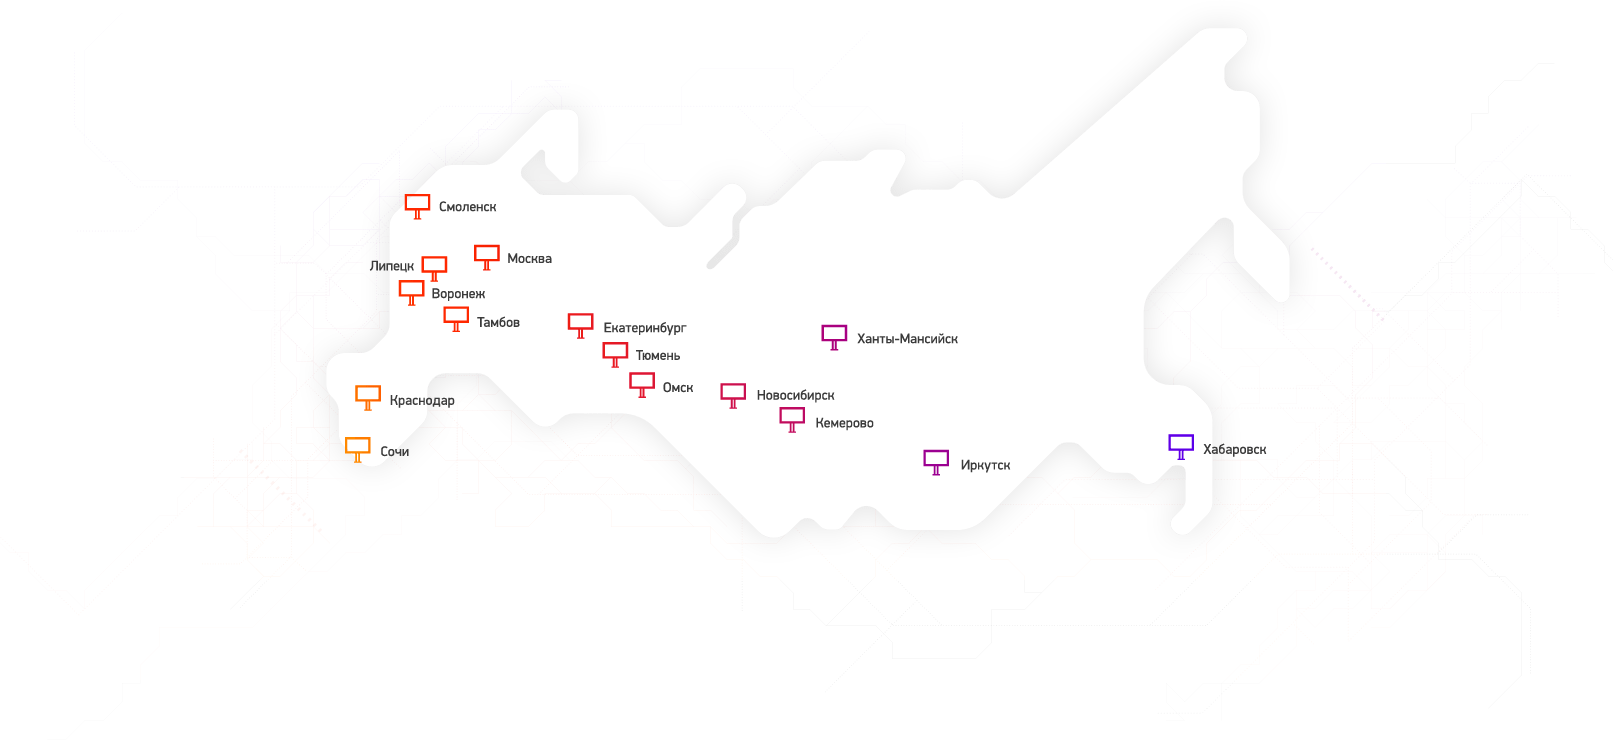 Смоленск
Москва
Липецк
Воронеж
Тамбов
Екатеринбург
Ханты-Мансийск
Тюмень
Омск
Новосибирск
Краснодар
Кемерово
Хабаровск
Сочи
Иркутск